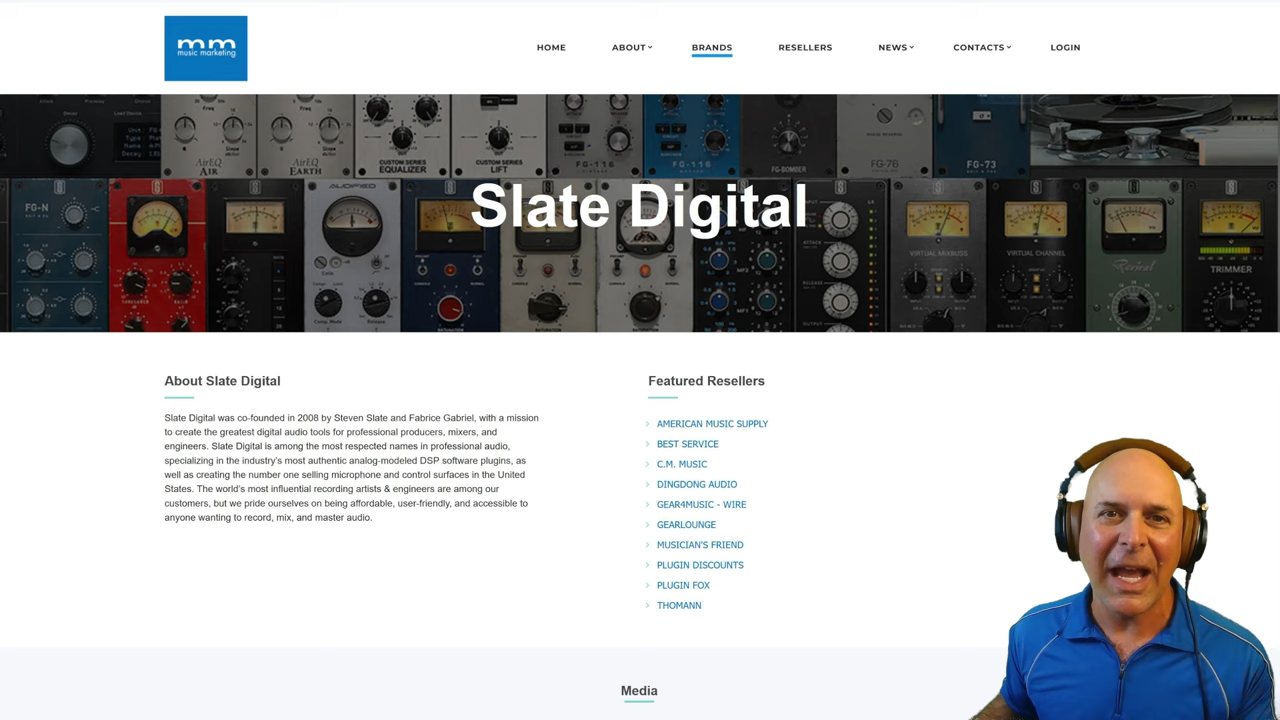 mm
music marketing
HOME
ABOUT
BRANDS
RESELLERS
NEWS
CONTACTS
LOGIN
AirEQ
AIR
AirEQ
EARTH
CUSTOM SERIES
EQUALIZER
CUSTOM SERIES
LIFT
FG-116
FG-116
FG-BOMBER
FG-76
FG-73
Slate Digital
FG-N
VIRTUAL MIXBUSS
VIRTUAL CHANNEL
Revival
TRIMMER
About Slate Digital
Slate Digital was co-founded in 2008 by Steven Slate and Fabrice Gabriel, with a mission
to create the greatest digital audio tools for professional producers, mixers, and
engineers. Slate Digital is among the most respected names in professional audio,
specializing in the industry's most authentic analog-modeled DSP software plugins, as
well as creating the number one selling microphone and control surfaces in the United
States. The world's most influential recording artists & engineers are among our
customers, but we pride ourselves on being affordable, user-friendly, and accessible to
anyone wanting to record, mix, and master audio.
Featured Resellers
AMERICAN MUSIC SUPPLY
BEST SERVICE
C.M. MUSIC
DINGDONG AUDIO
GEAR4MUSIC - WIRE
GEARLOUNGE
MUSICIAN'S FRIEND
PLUGIN DISCOUNTS
PLUGIN FOX
THOMANN
Media